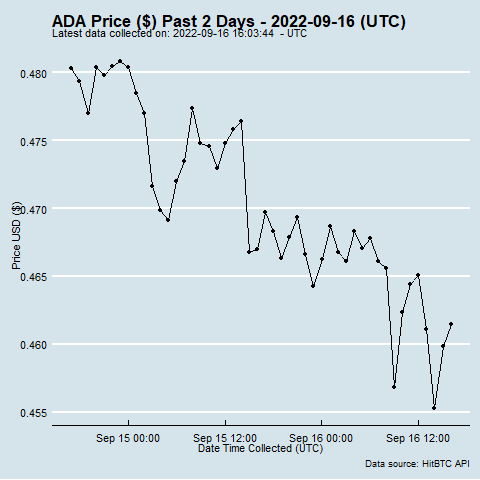 ADA Price ($) Past 2 Days - 2022-09-16 (UTC)
Latest data collected on: 2022-09-16 16:03:44 - UTC
0.480
0.475
0.470
0.465
0.460
0.455
Price USD ($)
Sep 15 00:00 Sep 15 12:00 Sep 16 00:00 Sep 16 12:00
Date Time Collected (UTC)
Data source: HitBTC API